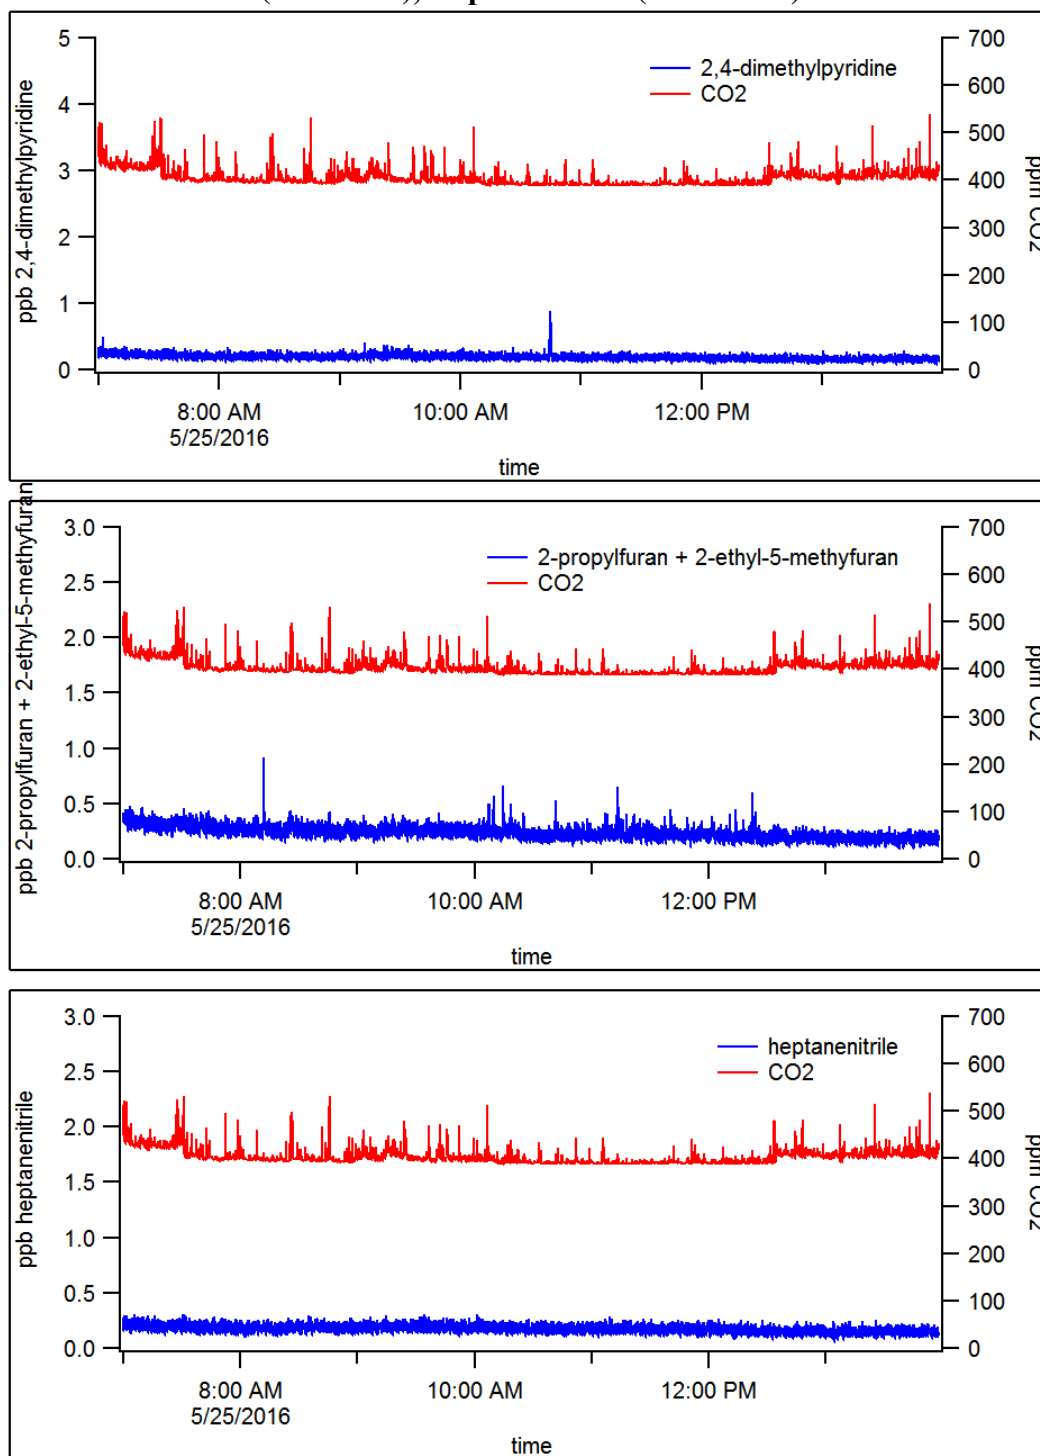 5
4
3
2
1
0
ppb 2,4-dimethylpyridine
2,4-dimethylpyridine
CO2
700
600
500
400
300
200
100
0
ppm CO2
8:00 AM
5/25/2016
10:00 AM
12:00 PM
time
3.0
2.5
2.0
1.5
1.0
0.5
0.0
ppb 2-propylfuran + 2-ethyl-5-methyfuran
2-propylfuran + 2-ethyl-5-methyfuran
CO2
700
600
500
400
300
200
100
0
ppm CO2
8:00 AM
5/25/2016
10:00 AM
12:00 PM
time
3.0
2.5
2.0
1.5
1.0
0.5
0.0
ppb heptanenitrile
heptanenitrile
CO2
700
600
500
400
300
200
100
0
ppm CO2
8:00 AM
5/25/2016
10:00 AM
12:00 PM
time